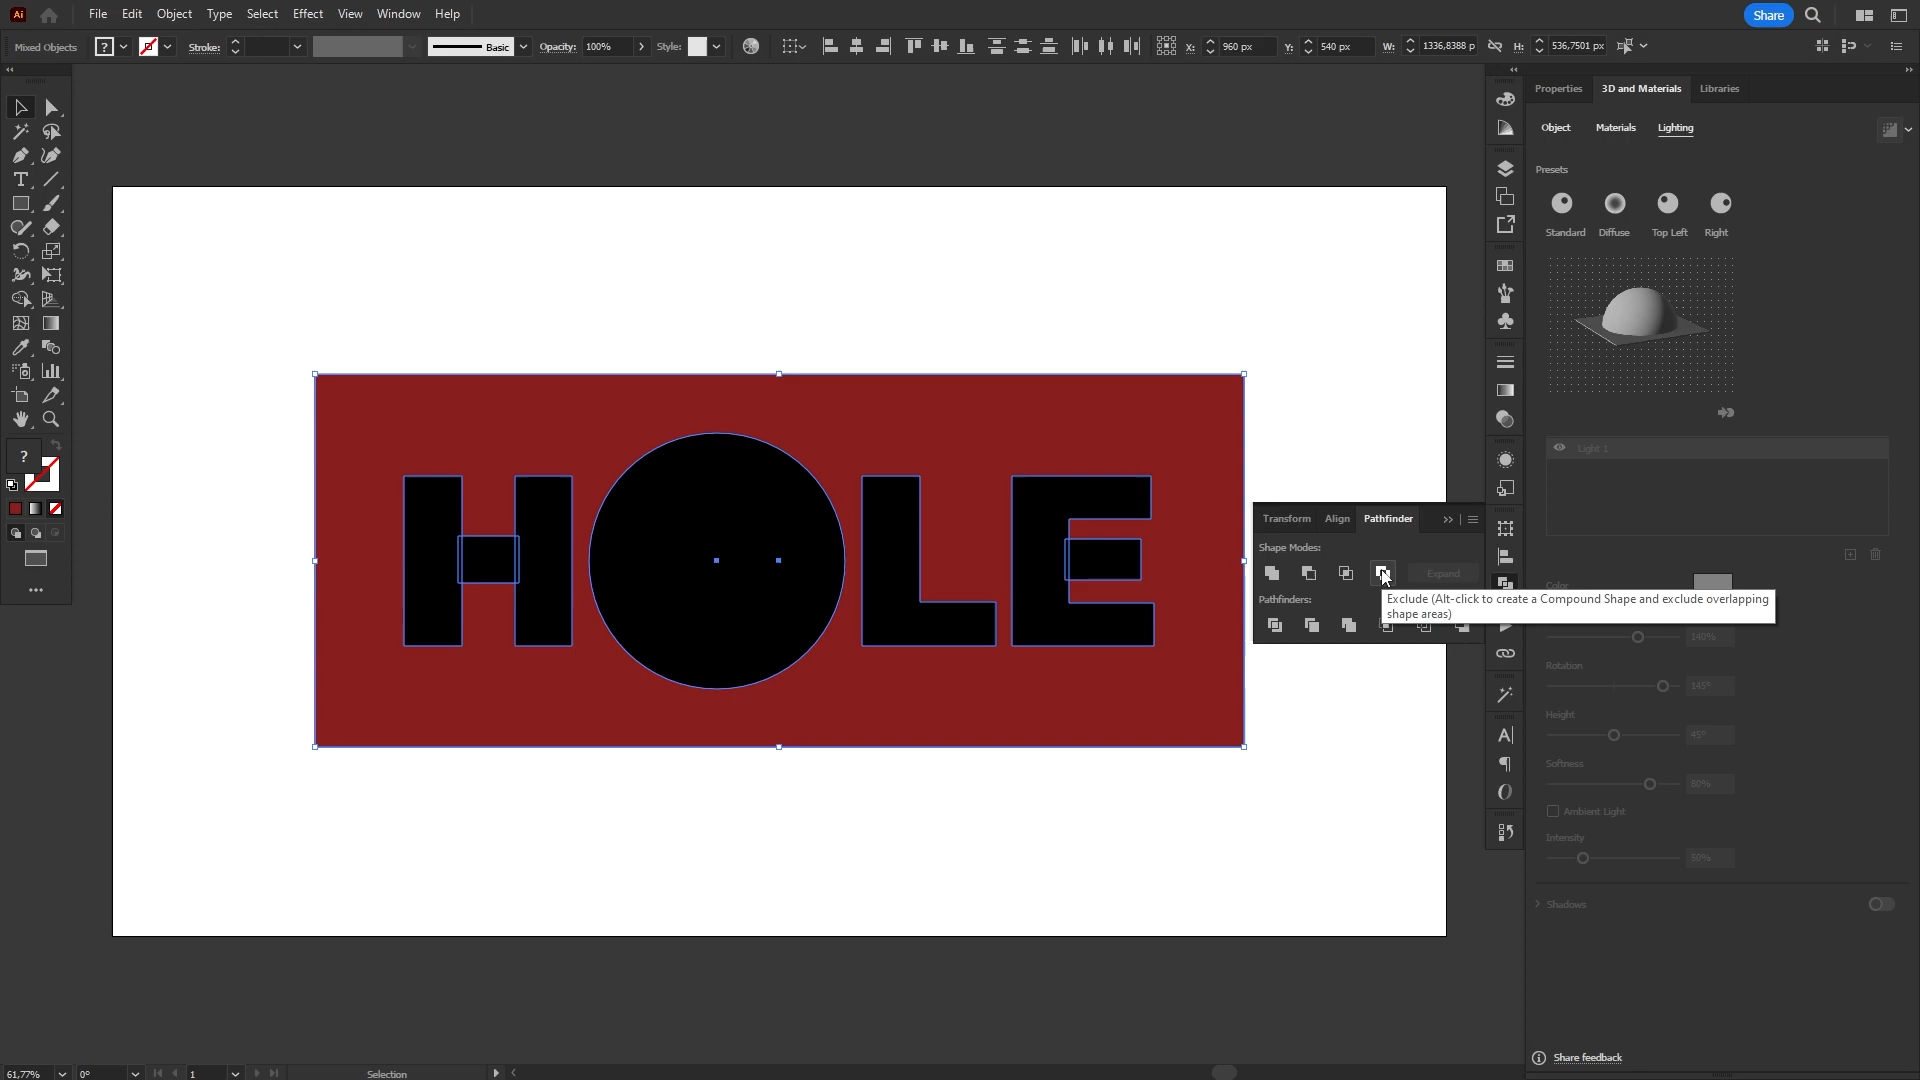 Ai File Edit Object Type Select Effect View Window Help Share
Mixed Objects ? Stroke: Basic Opacity: 100% Style: X: 960 px Y: 540 px W: 1336,8388 p H: 536,7501 px
Properties 3D and Materials Libraries
Object Materials Lighting
Presets
Standard Diffuse Top Left Right
Light 1
?
HOLE
Transform Align Pathfinder
Shape Modes:
Expand
Pathfinders:
Exclude (Alt-click to create a Compound Shape and exclude overlapping
shape areas)
Color
140%
Rotation
145°
Height
45°
Softness
80%
Ambient Light
Intensity
50%
Shadows
Share feedback
61,77% 0° 1 Selection